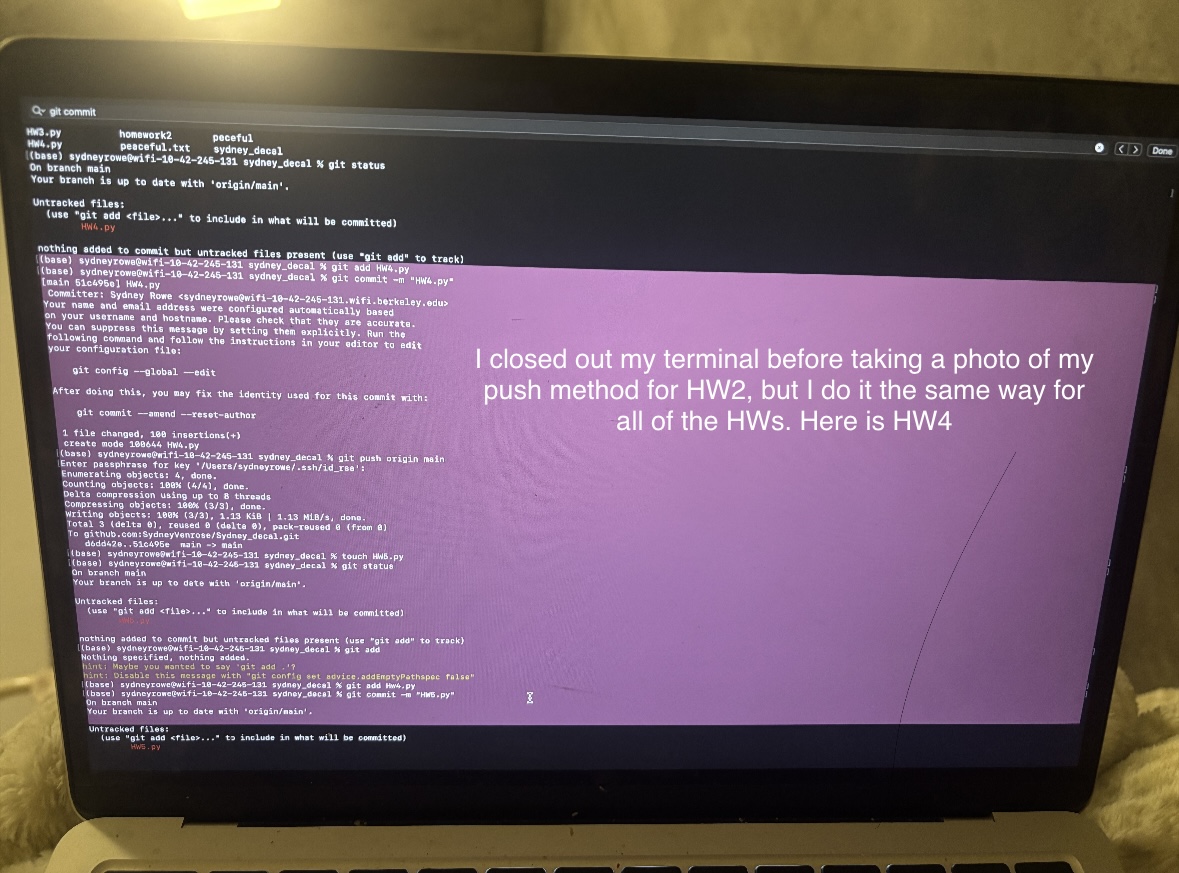 git commit
Done
HW3.py homework2 peceful
HW4.py peaceful.txt sydney_decal
(base) sydneyrowe@wifi-10-42-245-131 sydney_decal % git status
On branch main
Your branch is up to date with 'origin/main'.
Untracked files:
(use "git add <file>..." to include in what will be committed)
HW4.py
nothing added to commit but untracked files present (use "git add" to track)
(base) sydneyrowe@wifi-10-42-245-131 sydney_decal % git add HW4.py
(base) sydneyrowe@wifi-10-42-245-131 sydney_decal % git commit -m "HW4.py"
[main 51c495e] HW4.py
Committer: Sydney Rowe <sydneyrowe@wifi-10-42-245-131.wifi.berkeley.edu>
Your name and email address were configured automatically based
on your username and hostname. Please check that they are accurate.
You can suppress this message by setting them explicitly. Run the
following command and follow the instructions in your editor to edit
your configuration file:
git config --global --edit
After doing this, you may fix the identity used for this commit with:
git commit --amend --reset-author
1 file changed, 100 insertions(+)
create mode 100644 HW4.py
(base) sydneyrowe@wifi-10-42-245-131 sydney_decal % git push origin main
Enter passphrase for key '/Users/sydneyrowe/.ssh/id_rsa':
Enumerating objects: 4, done.
Counting objects: 100% (4/4), done.
Delta compression using up to 8 threads
Compressing objects: 100% (3/3), done.
Writing objects: 100% (3/3), 1.13 KiB | 1.13 MiB/s, done.
Total 3 (delta 0), reused 0 (delta 0), pack-reused 0 (from 0)
To github.com:SydneyVenrose/Sydney_decal.git
d6dd42e..51c495e main -> main
(base) sydneyrowe@wifi-10-42-245-131 sydney_decal % touch HW5.py
(base) sydneyrowe@wifi-10-42-245-131 sydney_decal % git status
On branch main
Your branch is up to date with 'origin/main'.
Untracked files:
(use "git add <file>..." to include in what will be committed)
HW5.py
nothing added to commit but untracked files present (use "git add" to track)
(base) sydneyrowe@wifi-10-42-245-131 sydney_decal % git add
Nothing specified, nothing added.
hint: Maybe you wanted to say 'git add .'?
hint: Disable this message with "git config set advice.addEmptyPathspec false"
(base) sydneyrowe@wifi-10-42-245-131 sydney_decal % git add Hw4.py
(base) sydneyrowe@wifi-10-42-245-131 sydney_decal % git commit -m "HW5.py"
On branch main
Your branch is up to date with 'origin/main'.
Untracked files:
(use "git add <file>..." to include in what will be committed)
HW5.py
I closed out my terminal before taking a photo of my
push method for HW2, but I do it the same way for
all of the HWs. Here is HW4